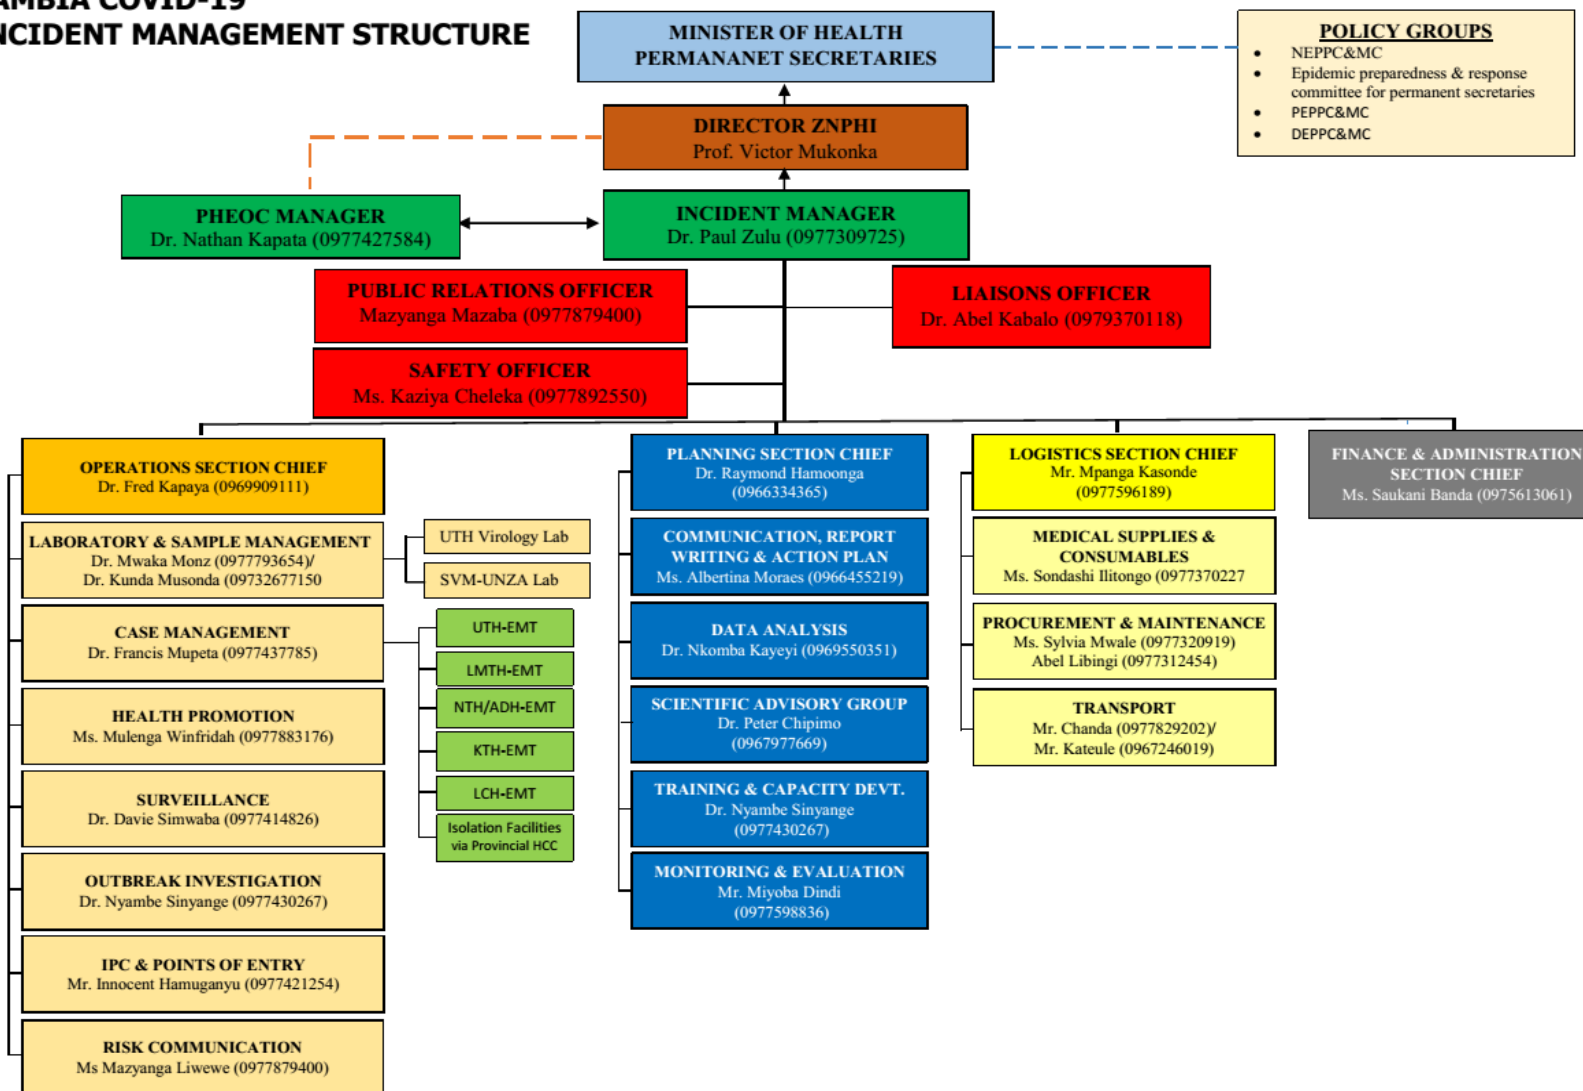 AMBIA COVID-19
NCIDENT MANAGEMENT STRUCTURE
MINISTER OF HEALTH
PERMANANET SECRETARIES
POLICY GROUPS
• NEPPC&MC
• Epidemic preparedness & response
committee for permanent secretaries
• PEPPC&MC
• DEPPC&MC
DIRECTOR ZNPHI
Prof. Victor Mukonka
PHEOC MANAGER
Dr. Nathan Kapata (0977427584)
INCIDENT MANAGER
Dr. Paul Zulu (0977309725)
PUBLIC RELATIONS OFFICER
Mazyanga Mazaba (0977879400)
LIAISONS OFFICER
Dr. Abel Kabalo (0979370118)
SAFETY OFFICER
Ms. Kaziya Cheleka (0977892550)
OPERATIONS SECTION CHIEF
Dr. Fred Kapaya (0969909111)
LABORATORY & SAMPLE MANAGEMENT
Dr. Mwaka Monz (0977793654)/
Dr. Kunda Musonda (09732677150
UTH Virology Lab
SVM-UNZA Lab
CASE MANAGEMENT
Dr. Francis Mupeta (0977437785)
UTH-EMT
LMTH-EMT
NTH/ADH-EMT
KTH-EMT
LCH-EMT
Isolation Facilities
via Provincial HCC
HEALTH PROMOTION
Ms. Mulenga Winfridah (0977883176)
SURVEILLANCE
Dr. Davie Simwaba (0977414826)
OUTBREAK INVESTIGATION
Dr. Nyambe Sinyange (0977430267)
IPC & POINTS OF ENTRY
Mr. Innocent Hamuganyu (0977421254)
RISK COMMUNICATION
Ms Mazyanga Liwewe (0977879400)
PLANNING SECTION CHIEF
Dr. Raymond Hamoonga
(0966334365)
COMMUNICATION, REPORT
WRITING & ACTION PLAN
Ms. Albertina Moraes (0966455219)
DATA ANALYSIS
Dr. Nkomba Kayeyi (0969550351)
SCIENTIFIC ADVISORY GROUP
Dr. Peter Chipimo
(0967977669)
TRAINING & CAPACITY DEVT.
Dr. Nyambe Sinyange
(0977430267)
MONITORING & EVALUATION
Mr. Miyoba Dindi
(0977598836)
LOGISTICS SECTION CHIEF
Mr. Mpanga Kasonde
(0977596189)
MEDICAL SUPPLIES &
CONSUMABLES
Ms. Sondashi Ilitongo (0977370227
PROCUREMENT & MAINTENANCE
Ms. Sylvia Mwale (0977320919)
Abel Libingi (0977312454)
TRANSPORT
Mr. Chanda (0977829202)/
Mr. Kateule (0967246019)
FINANCE & ADMINISTRATION
SECTION CHIEF
Ms. Saukani Banda (0975613061)